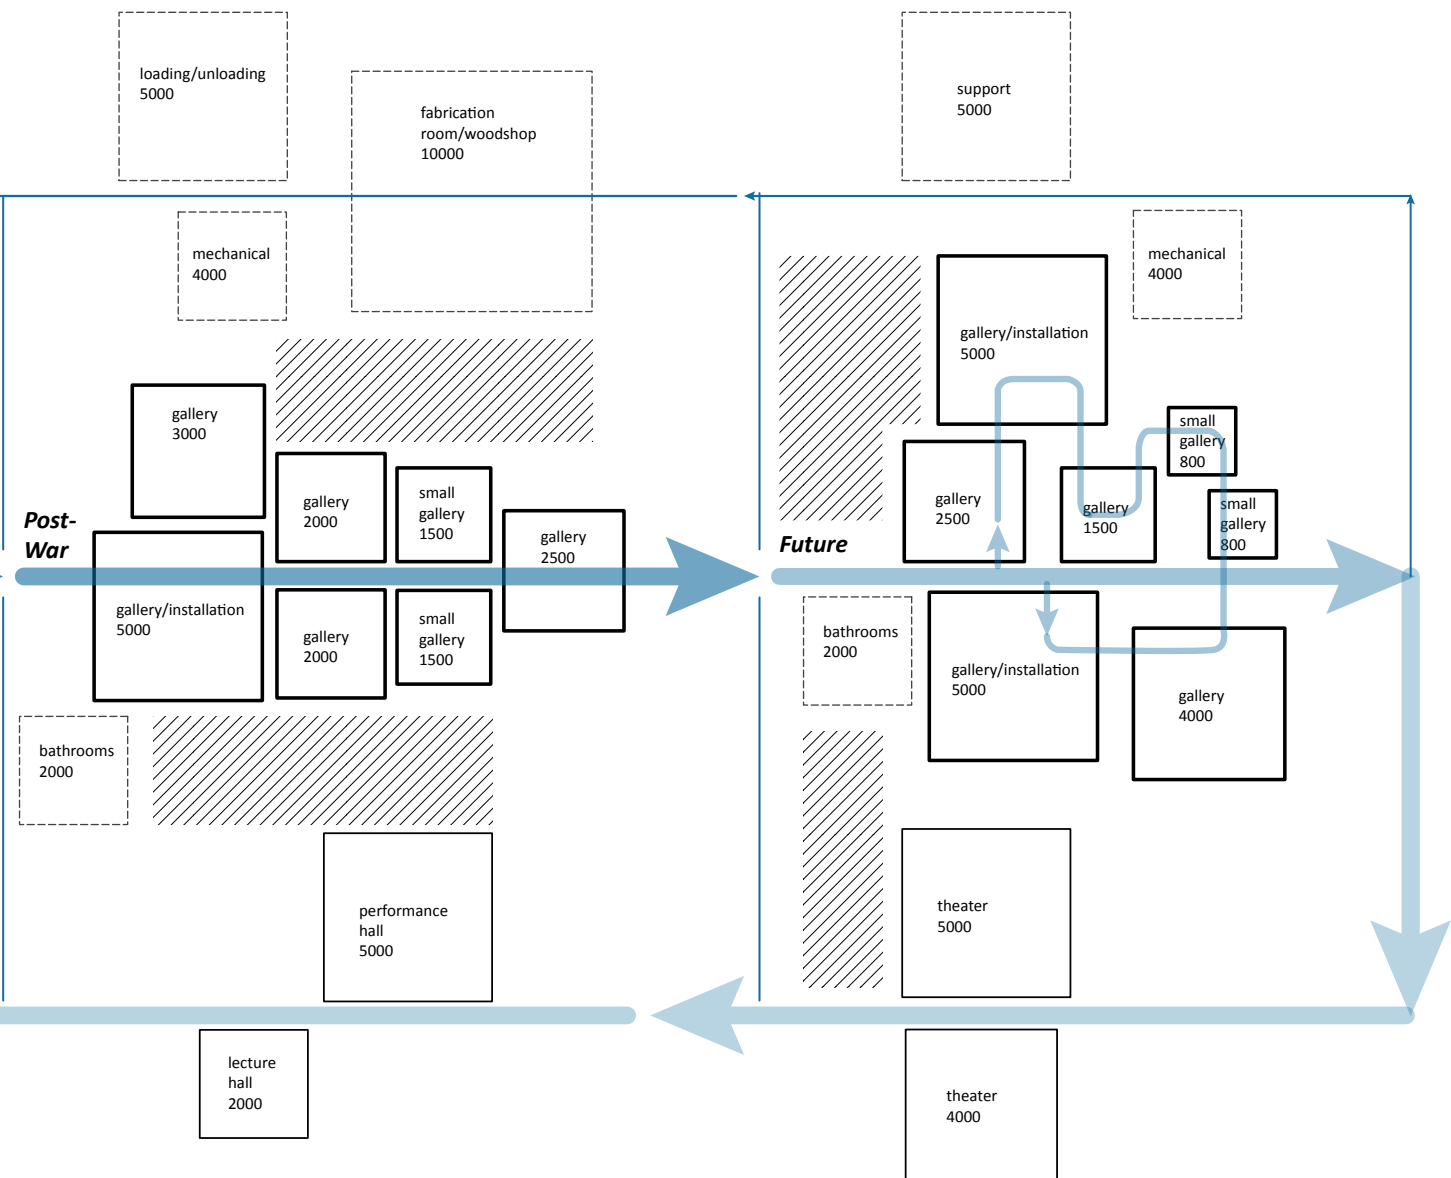 loading/unloading
5000
fabrication
room/woodshop
10000
support
5000
mechanical
4000
mechanical
4000
gallery/installation
5000
gallery
3000
small
gallery
800
gallery
2000
small
gallery
1500
gallery
2500
gallery
2500
gallery
1500
small
gallery
800
Post-
War
Future
gallery/installation
5000
gallery
2000
small
gallery
1500
bathrooms
2000
gallery/installation
5000
gallery
4000
bathrooms
2000
performance
hall
5000
theater
5000
lecture
hall
2000
theater
4000